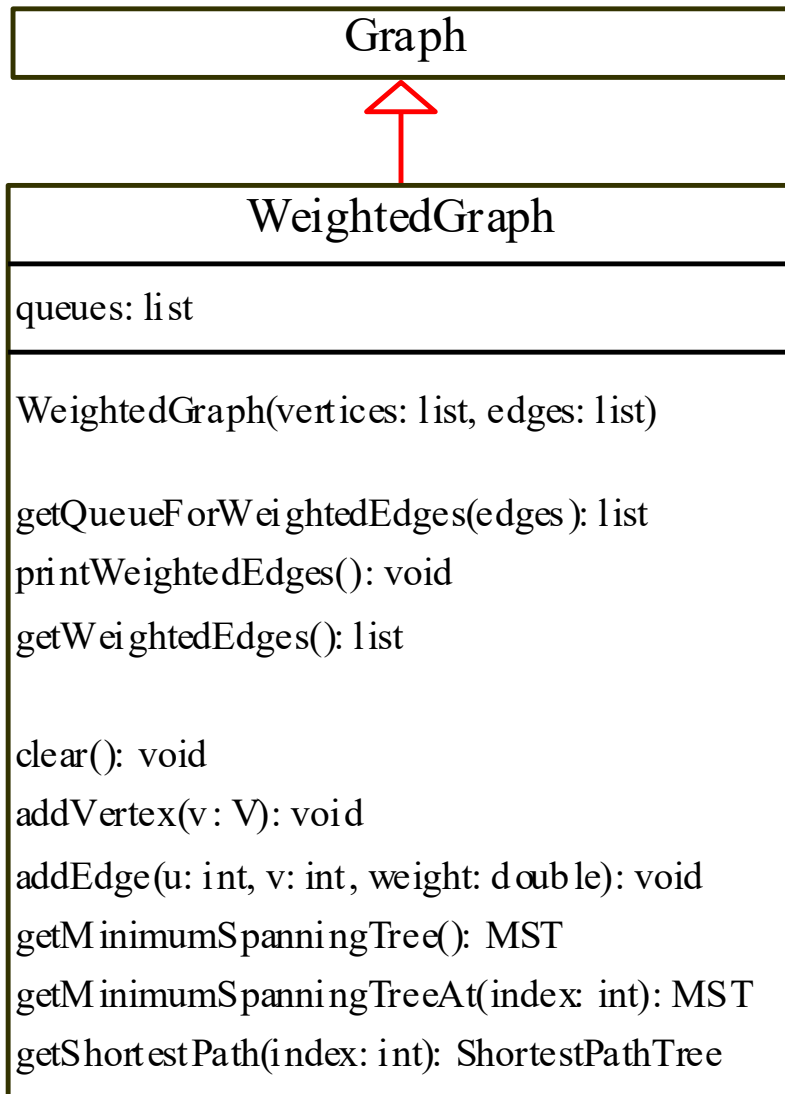 Graph
WeightedGraph
queues: list
WeightedGraph(vertices: list, edges: list)
getQueueForWeightedEdges(edges): list
printWeightedEdges(): void
getWeightedEdges(): list
clear(): void
addVertex(v: V): void
addEdge(u: int, v: int, weight: double): void
getMinimumSpanningTree(): MST
getMinimumSpanningTreeAt(index: int): MST
getShortestPath(index: int): ShortestPathTree